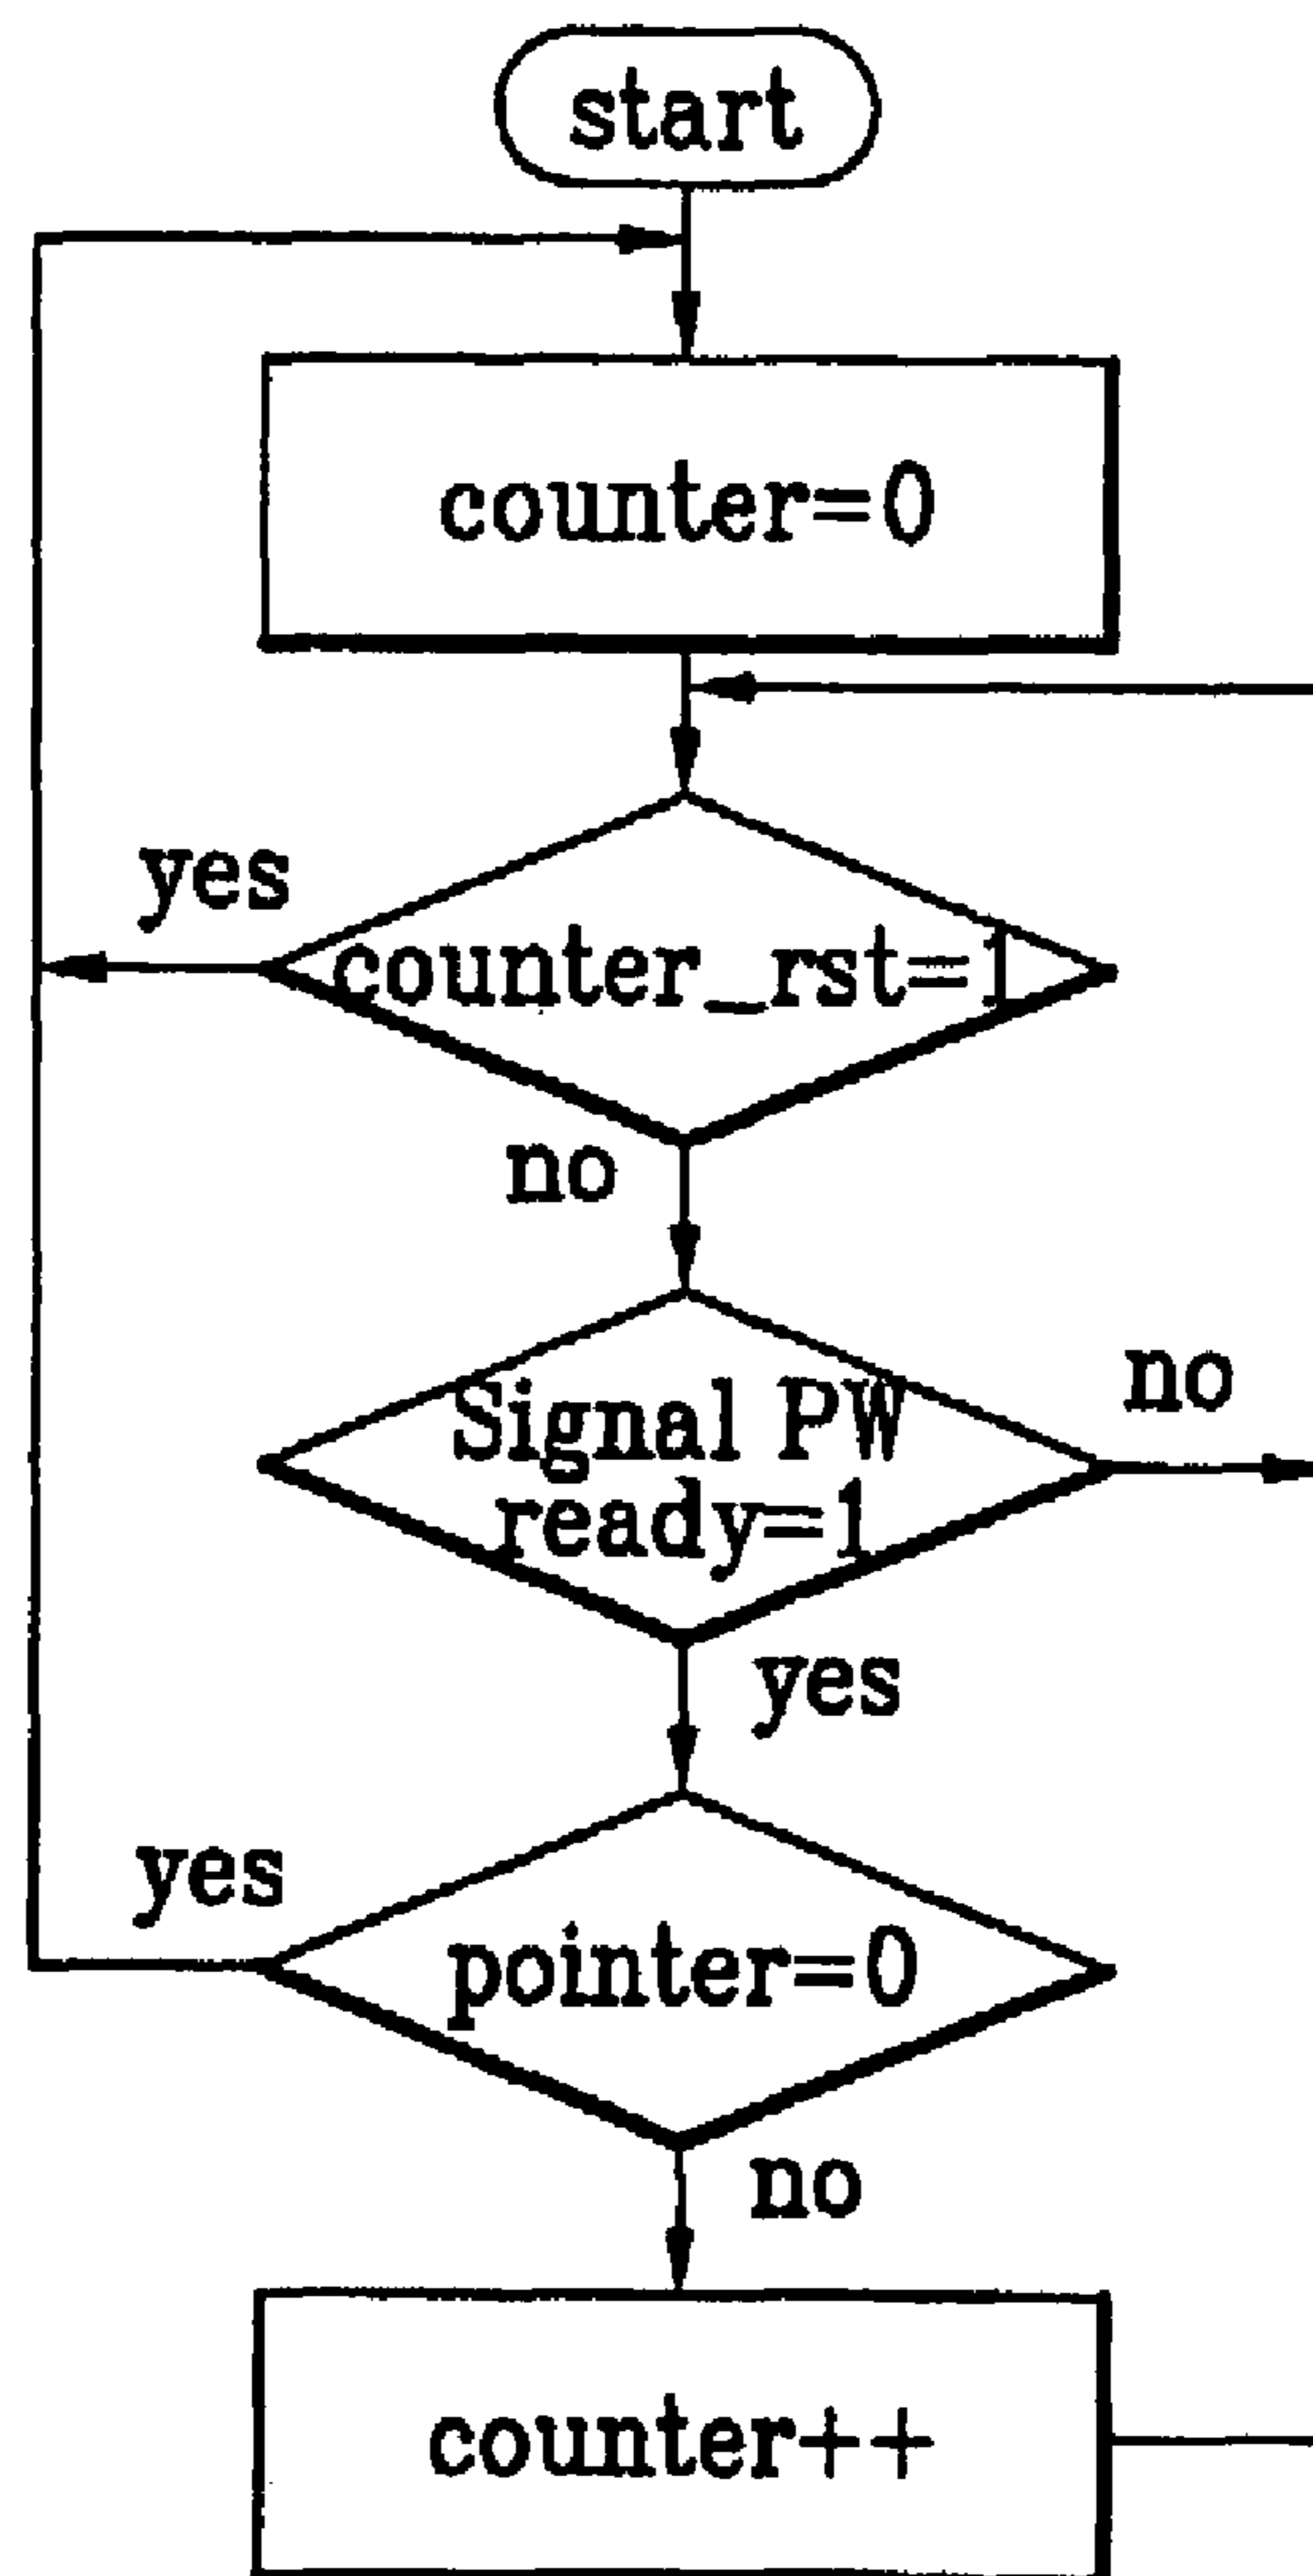 start
counter=0
yes
counter_rst=1
no
Signal PW
ready=1
no
yes
yes
pointer=0
no
counter++